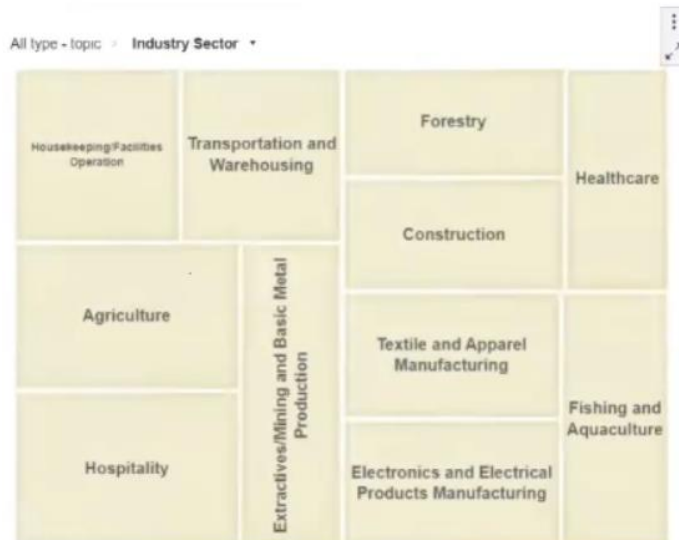 All type - topic > Industry Sector
Housekeeping/Facilities
Operation
Transportation and
Warehousing
Forestry
Healthcare
Construction
Agriculture
Extractives/Mining and Basic Metal
Production
Textile and Apparel
Manufacturing
Fishing and
Aquaculture
Hospitality
Electronics and Electrical
Products Manufacturing